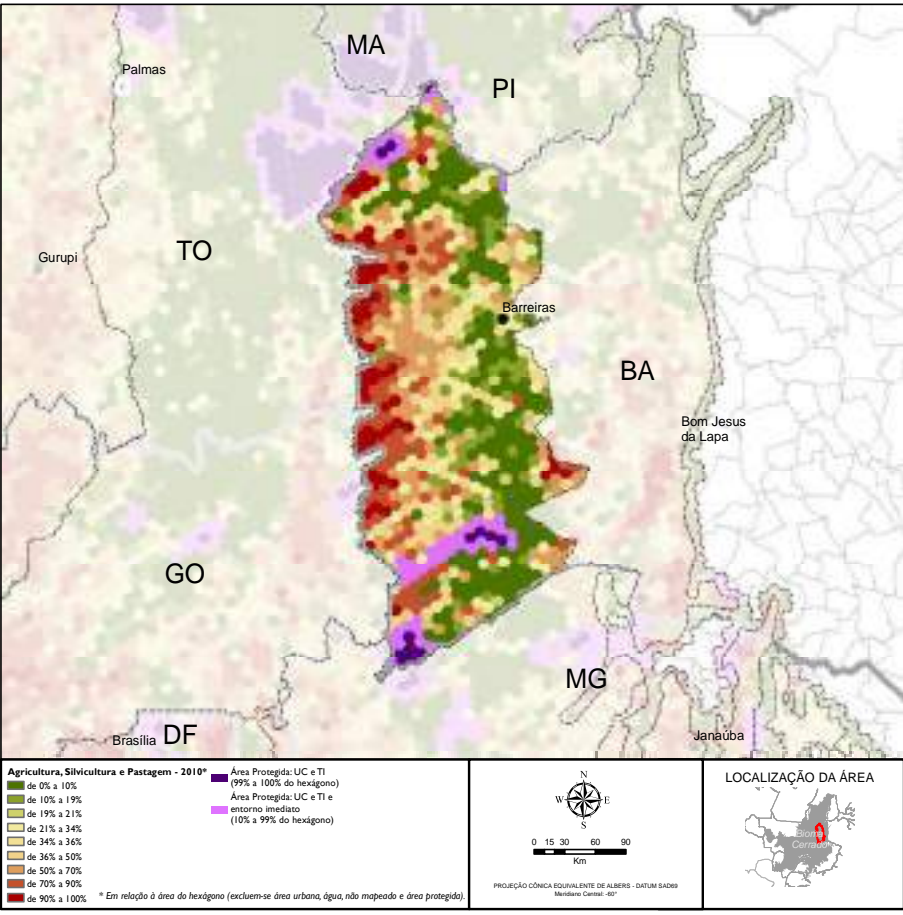 MA
Palmas
PI
TO
Gurupi
Barreiras
BA
Bom Jesus
da Lapa
GO
MG
Brasília DF
Janaúba
Agricultura, Silvicultura e Pastagem - 2010*
de 0% a 10%
de 10% a 19%
de 19% a 21%
de 21% a 34%
de 34% a 36%
de 36% a 50%
de 50% a 70%
de 70% a 90%
de 90% a 100%
Área Protegida: UC e TI
(99% a 100% do hexágono)
Área Protegida: UC e TI e
entorno imediato
(10% a 99% do hexágono)
* Em relação à área do hexágono (excluem-se área urbana, água, não mapeado e área protegida).
N
W E
S
0 15 30 60 90
Km
PROJEÇÃO CÔNICA EQUIVALENTE DE ALBERS - DATUM SAD69
Meridiano Central: -60°
LOCALIZAÇÃO DA ÁREA
Bioma
Cerrado